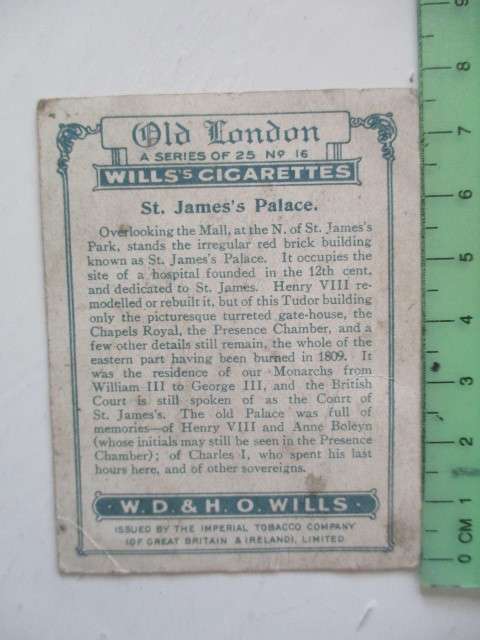 Old London
A SERIES OF 25 Nº 16
WILLS'S CIGARETTES
St. James's Palace.
Overlooking the Mall, at the N. of St. James's
Park, stands the irregular red brick building
known as St. James's Palace. It occupies the
site of a hospital founded in the 12th cent.
and dedicated to St. James. Henry VIII re-
modelled or rebuilt it, but of this Tudor building
only the picturesque turreted gate-house, the
Chapels Royal, the Presence Chamber, and a
few other details still remain, the whole of the
eastern part having been burned in 1809. It
was the residence of our Monarchs from
William III to George III, and the British
Court is still spoken of as the Court of
St. James's. The old Palace was full of
memories—of Henry VIII and Anne Boleyn
(whose initials may still be seen in the Presence
Chamber); of Charles I, who spent his last
hours here, and of other sovereigns.
W. D. & H. O. WILLS
ISSUED BY THE IMPERIAL TOBACCO COMPANY
(OF GREAT BRITAIN & IRELAND), LIMITED.
9
8
7
6
5
4
3
2
1
0 CM